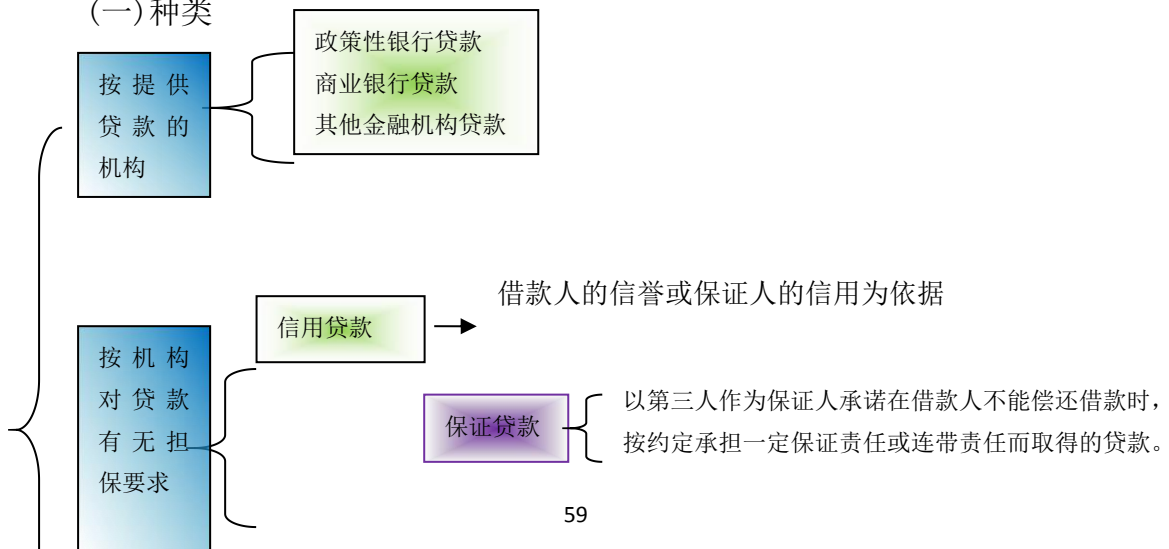 (一)种类
按提供
贷款的
机构
政策性银行贷款
商业银行贷款
其他金融机构贷款
信用贷款
借款人的信誉或保证人的信用为依据
按机构
对贷款
有无担
保要求
保证贷款
以第三人作为保证人承诺在借款人不能偿还借款时，
按约定承担一定保证责任或连带责任而取得的贷款。
59